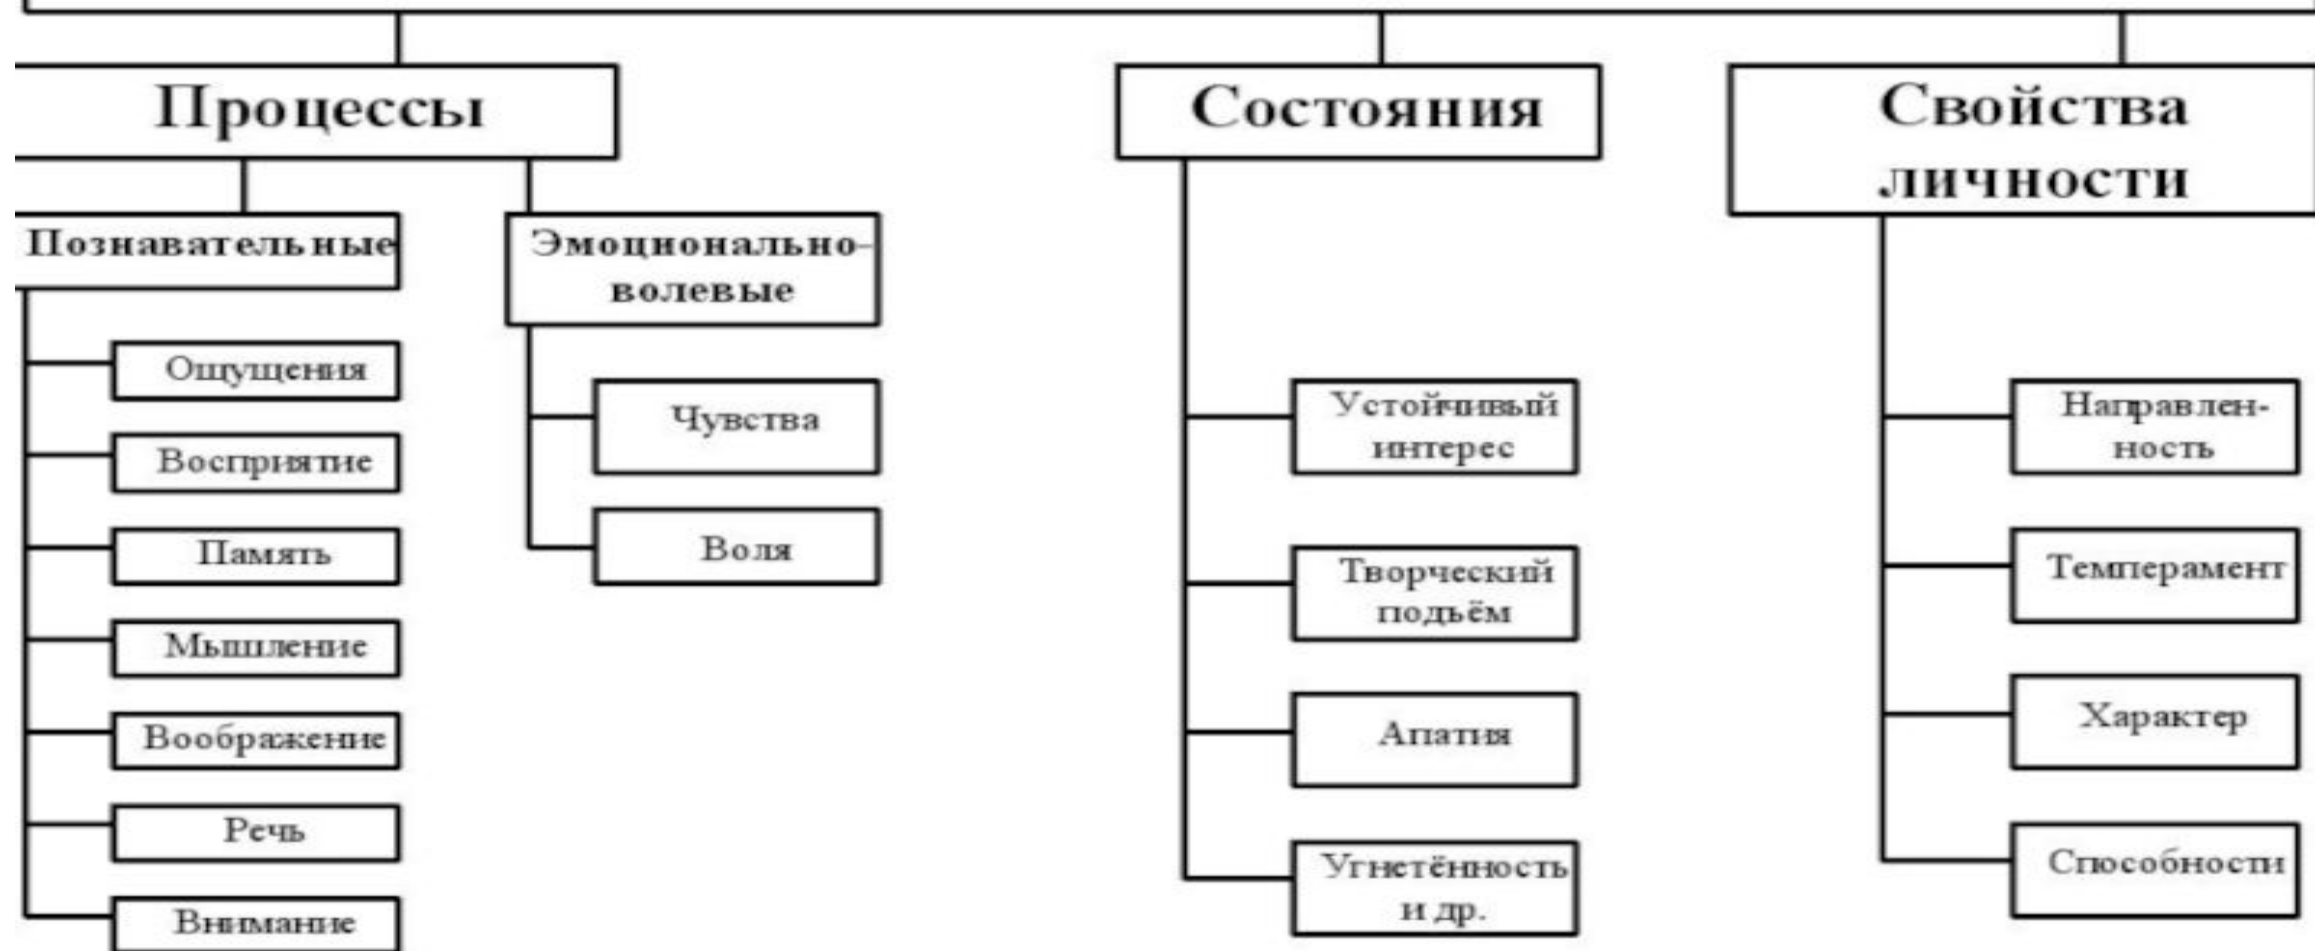 Процессы
Состояния
Свойства
личности
Познавательные
Эмоционально-
волевые
Ощущения
Восприятие
Память
Мышление
Воображение
Речь
Внимание
Чувства
Воля
Устойчивый
интерес
Творческий
подъём
Апатия
Угнетённость
и др.
Направлен-
ность
Темперамент
Характер
Способности